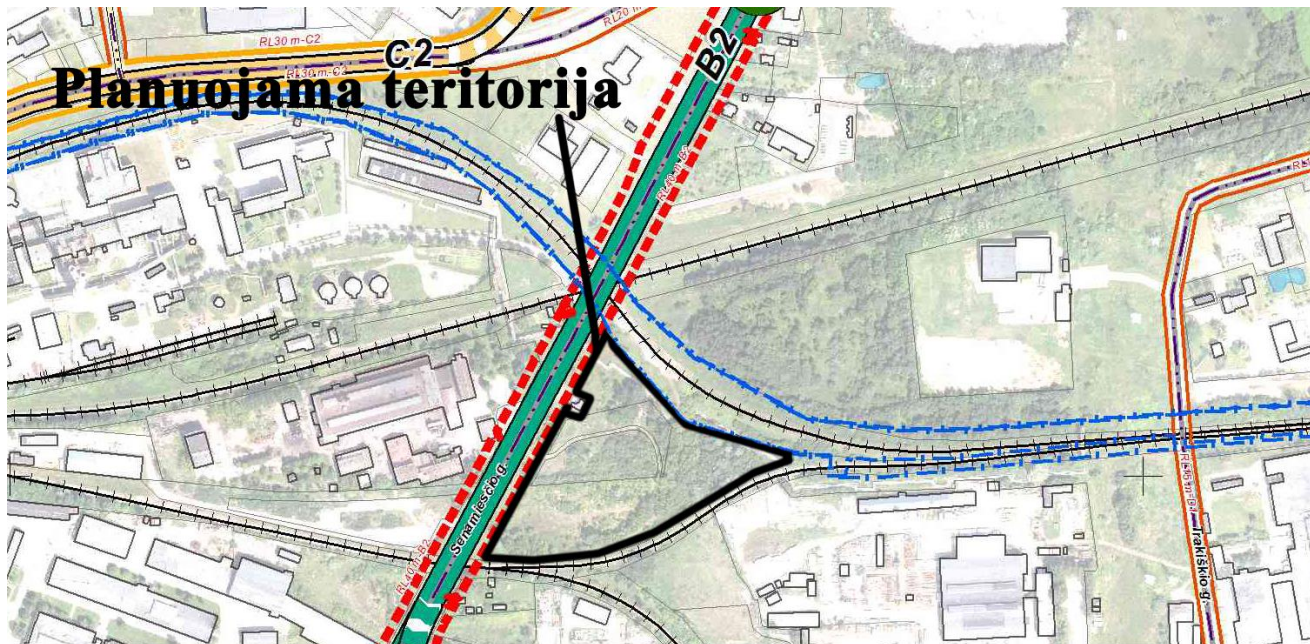 RL20 m
RL30 m-C2
C2
B2
RL30 m-C2
Planuojama teritorija
RL40 m-B2
Senamiesčio g.
RL40 m-B2
Trakiškio g.